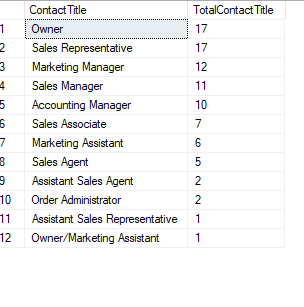 ContactTitle TotalContactTitle
1 Owner 17
2 Sales Representative 17
3 Marketing Manager 12
4 Sales Manager 11
5 Accounting Manager 10
6 Sales Associate 7
7 Marketing Assistant 6
8 Sales Agent 5
9 Assistant Sales Agent 2
10 Order Administrator 2
11 Assistant Sales Representative 1
12 Owner/Marketing Assistant 1